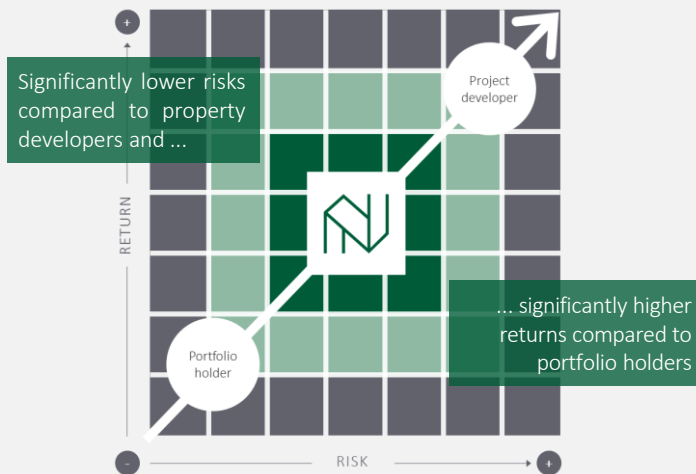 +
Significantly lower risks
compared to property
developers and ...
Project
developer
RETURN
... significantly higher
returns compared to
portfolio holders
Portfolio
holder
-
RISK
+